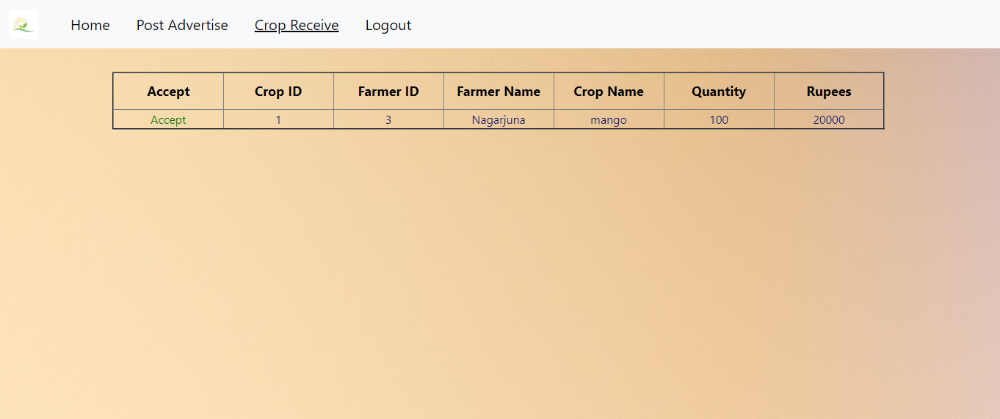 Home Post Advertise Crop Receive Logout
Accept Crop ID Farmer ID Farmer Name Crop Name Quantity Rupees
Accept 1 3 Nagarjuna mango 100 20000